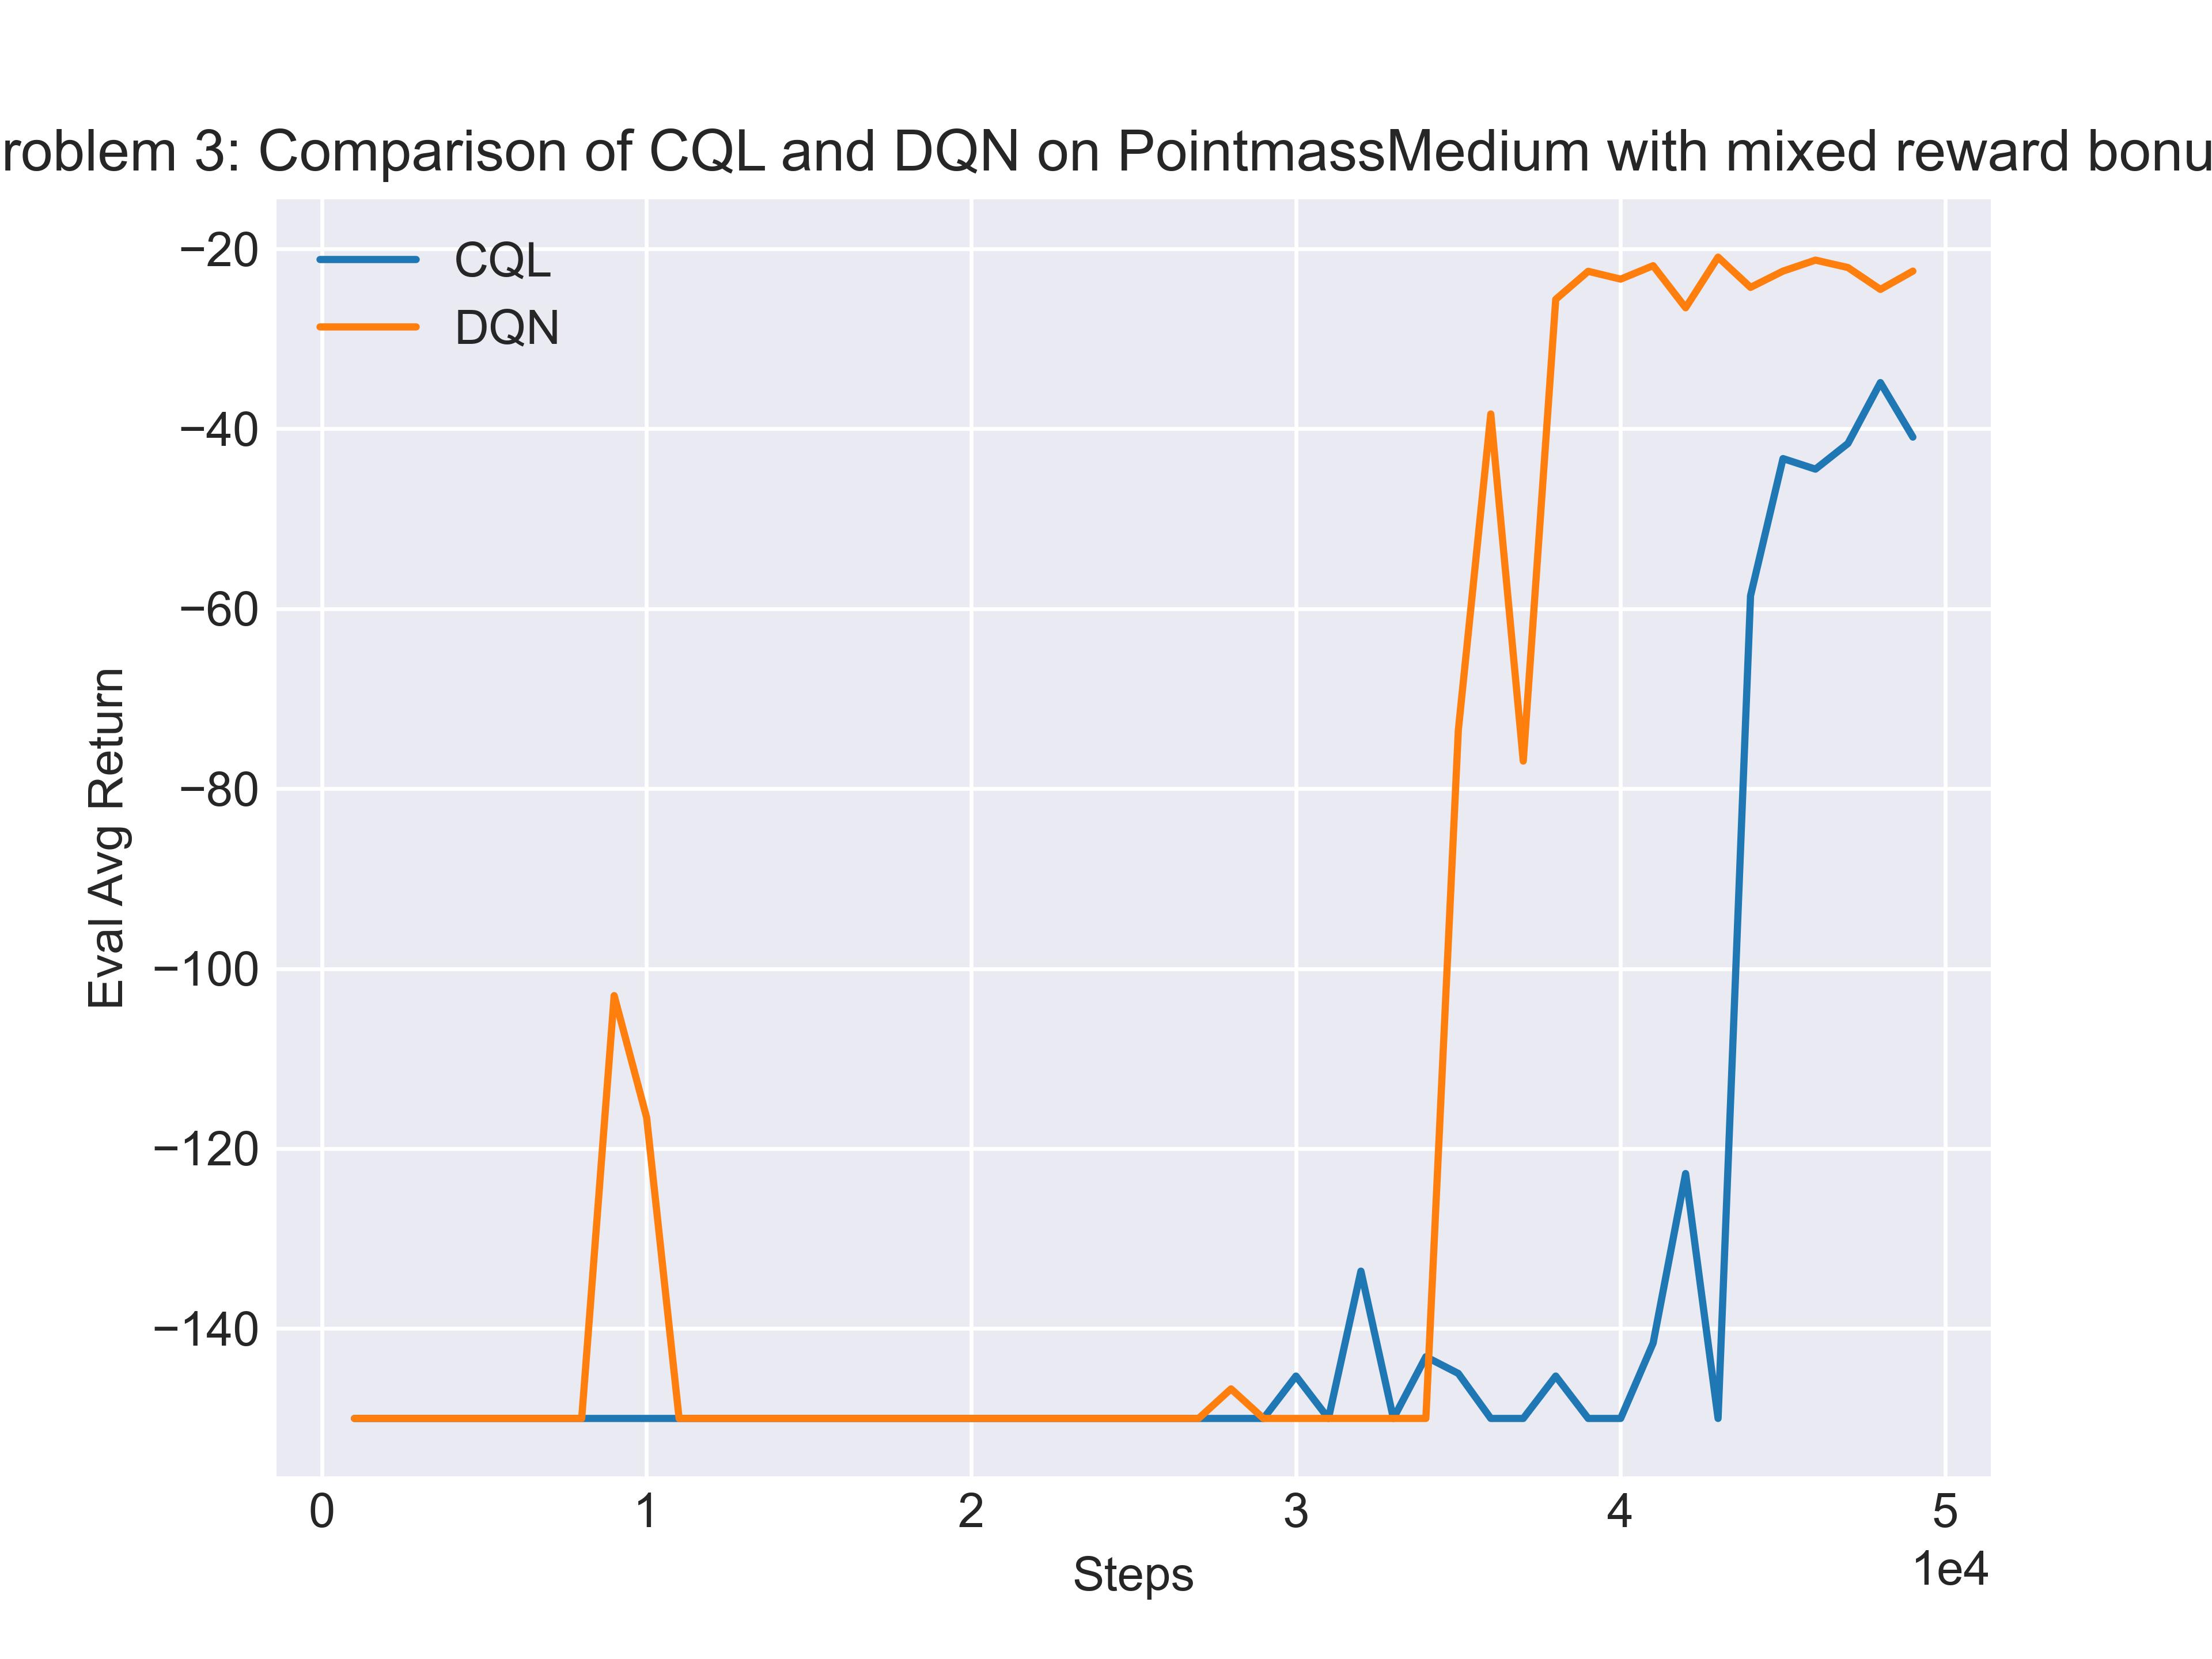 roblem 3: Comparison of CQL and DQN on PointmassMedium with mixed reward bonu
CQL
DQN
−20
−40
−60
−80
−100
−120
−140
Eval Avg Return
0 1 2 3 4 5
1e4
Steps